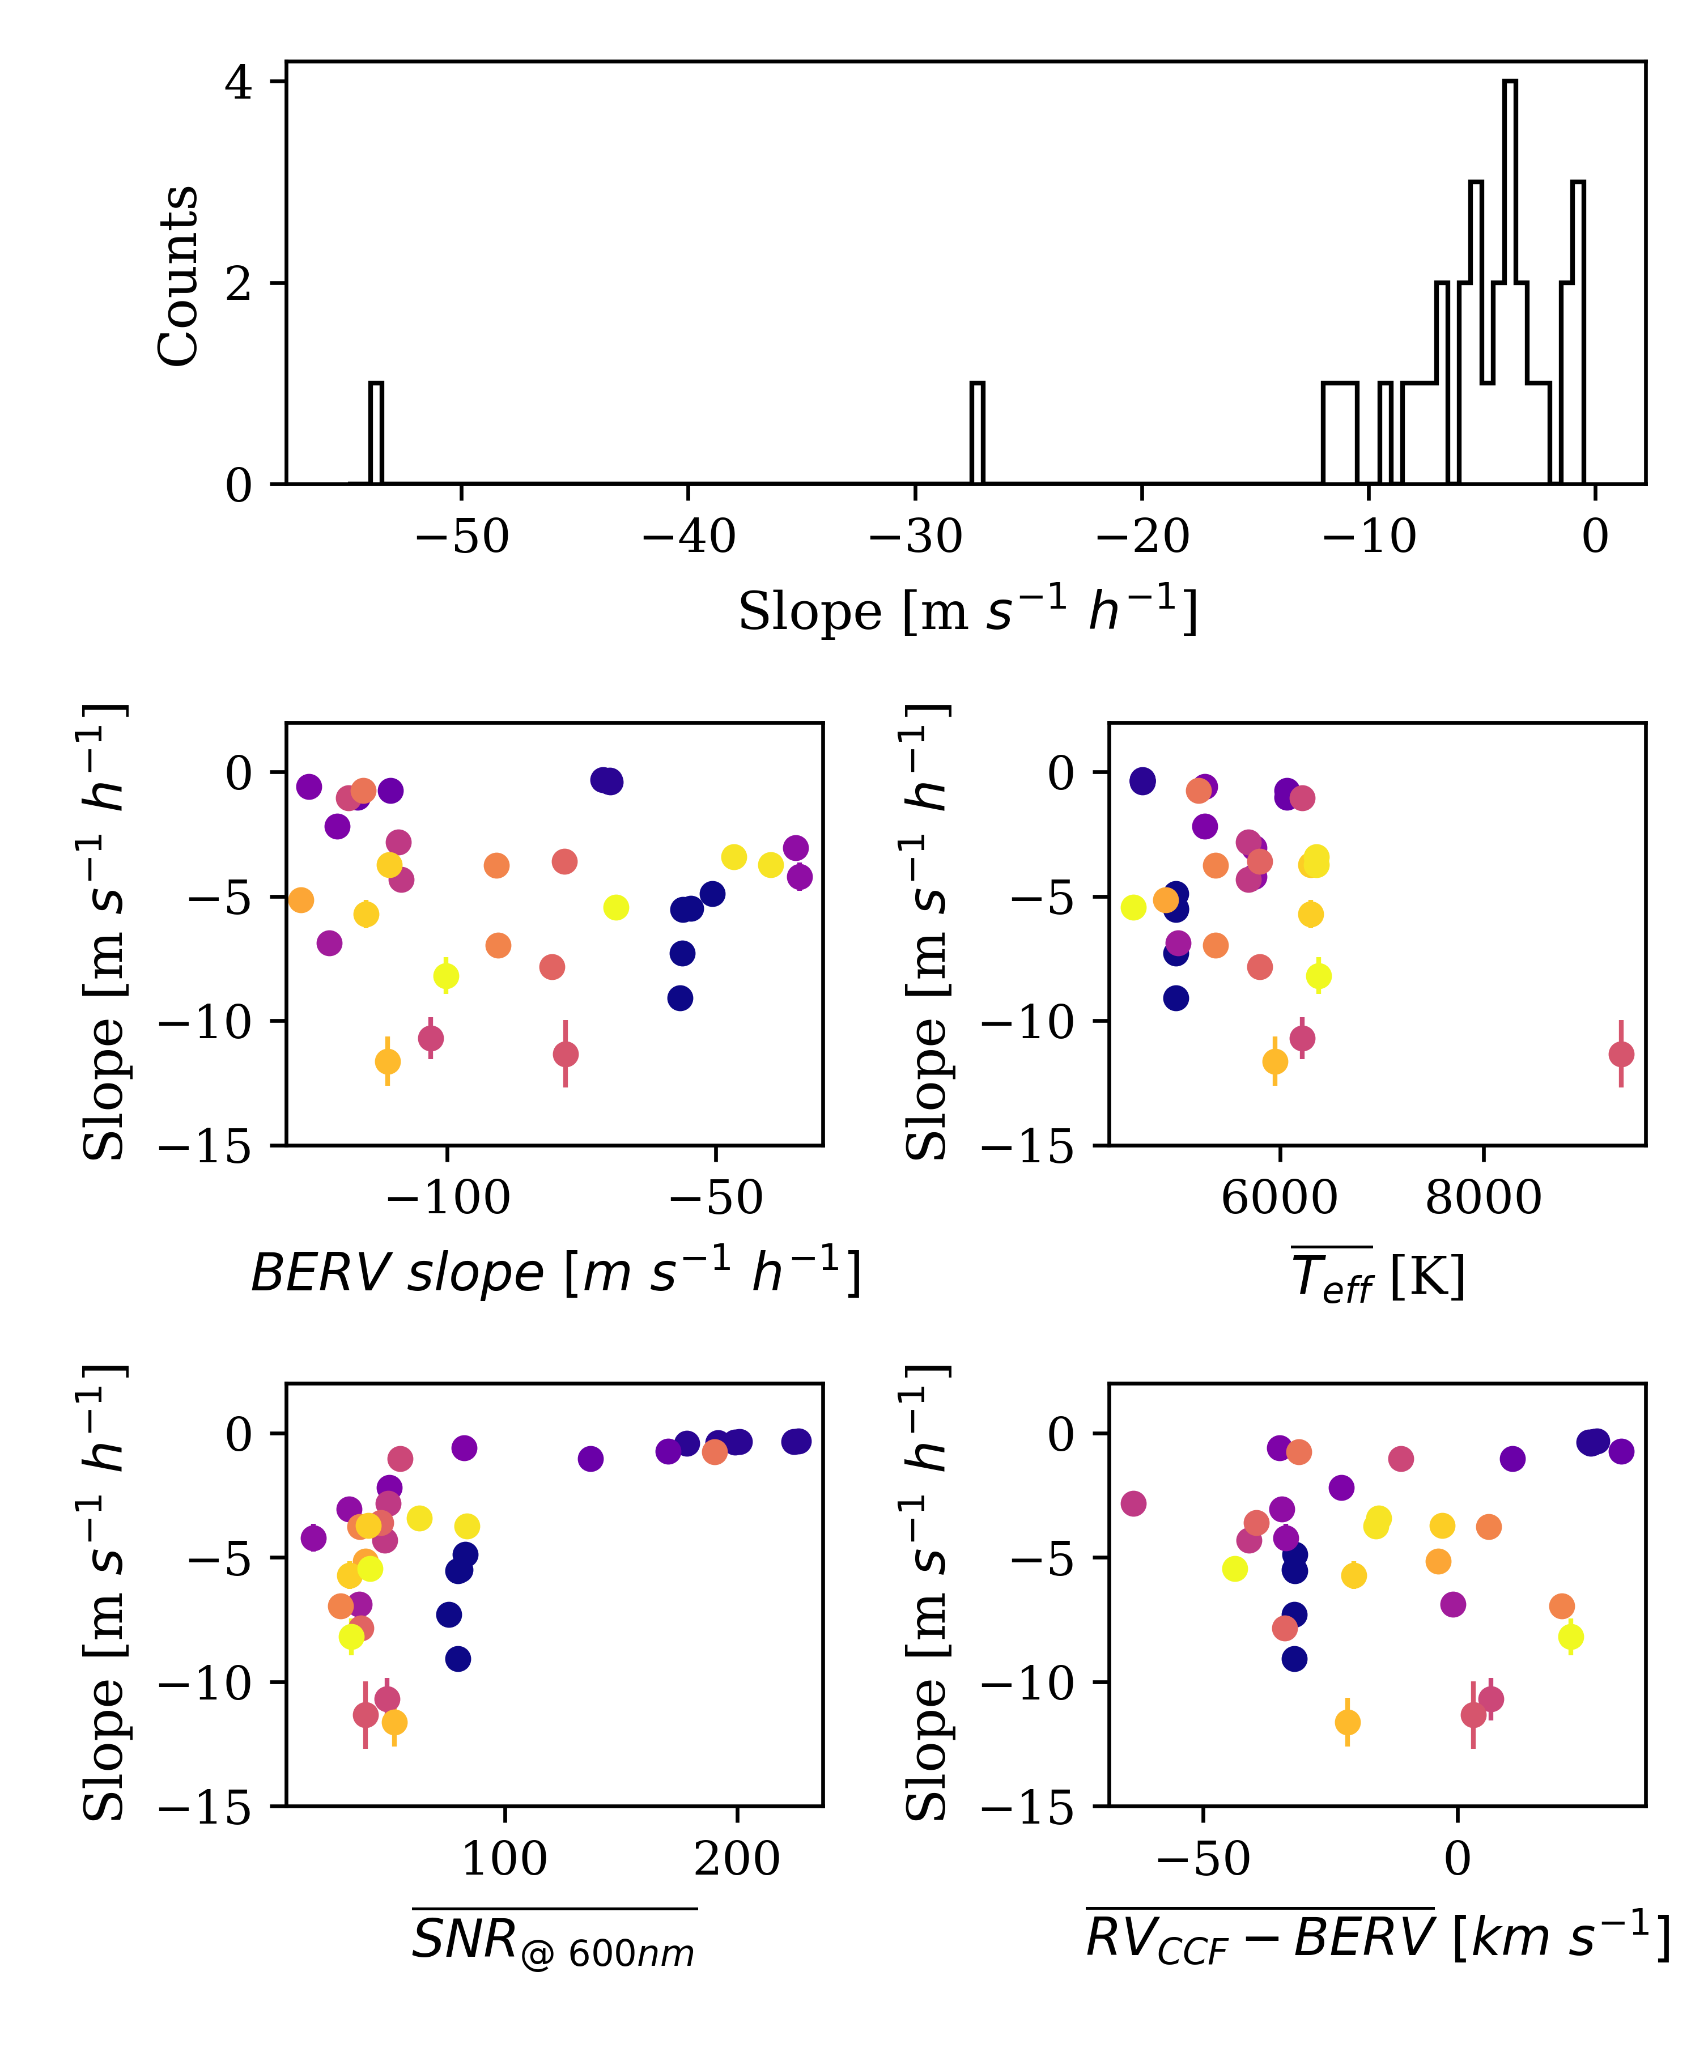 4
2
0
Counts
−50 −40 −30 −20 −10 0
Slope [m s⁻¹ h⁻¹]
0
−5
−10
−15
Slope [m s⁻¹ h⁻¹]
−100 −50
BERV slope [m s⁻¹ h⁻¹]
0
−5
−10
−15
Slope [m s⁻¹ h⁻¹]
6000 8000
T_eff [K]
0
−5
−10
−15
Slope [m s⁻¹ h⁻¹]
100 200
SNR_@ 600nm
0
−5
−10
−15
Slope [m s⁻¹ h⁻¹]
−50 0
RV_CCF − BERV [km s⁻¹]